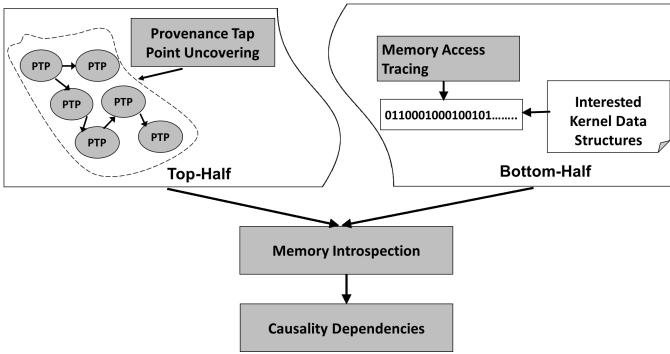 Provenance Tap
Point Uncovering
PTP
PTP
PTP
PTP
PTP
PTP
Top-Half
Memory Access
Tracing
0110001000100101........
Interested
Kernel Data
Structures
Bottom-Half
Memory Introspection
Causality Dependencies